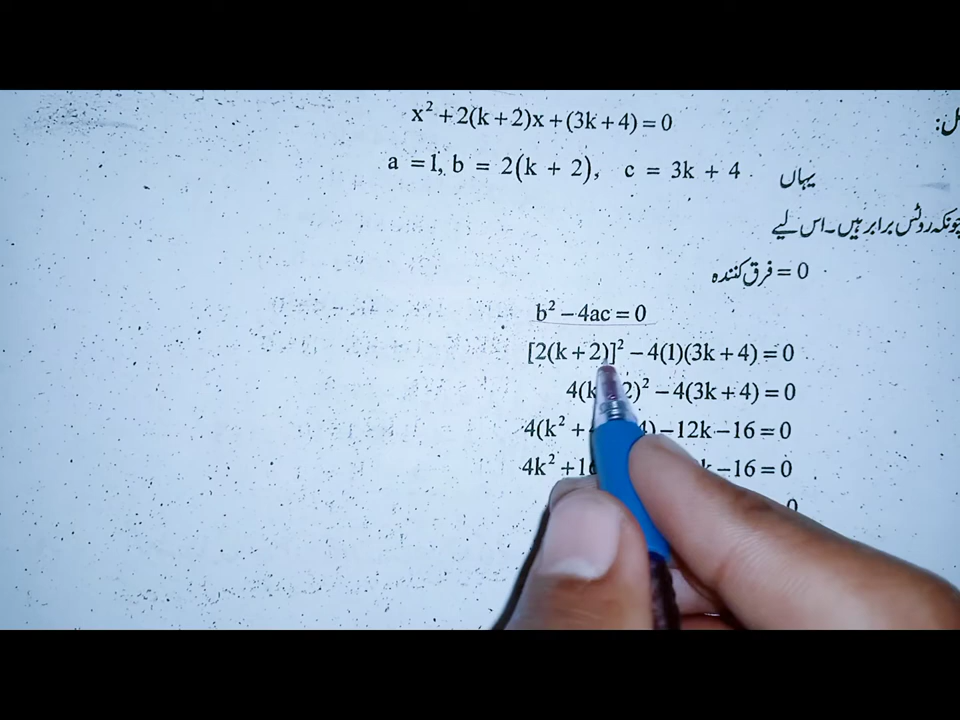 x² + 2(k + 2)x + (3k + 4) = 0
a = 1, b = 2(k + 2), c = 3k + 4 یہاں
چونکہ روٹس برابر ہیں۔ اس لیے
فرق کنندہ = 0
b² – 4ac = 0
[2(k + 2)]² – 4(1)(3k + 4) = 0
4(k 2)² – 4(3k + 4) = 0
4(k² + 4) – 12k – 16 = 0
4k² + 1 k – 16 = 0
0